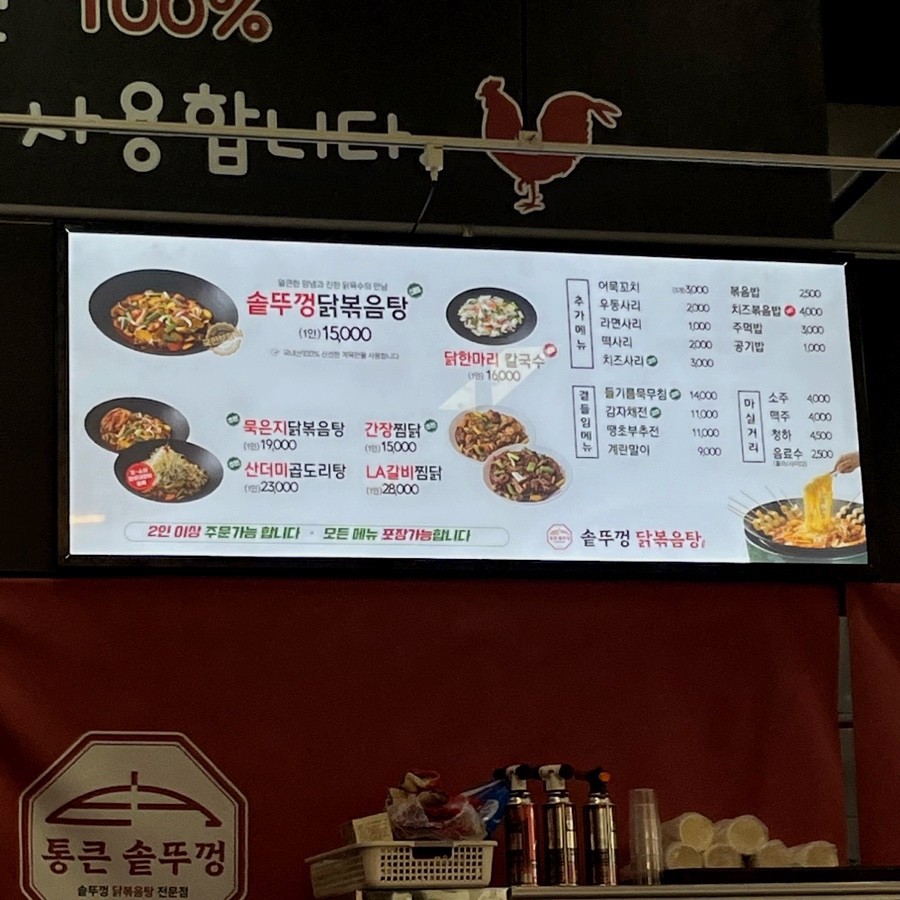 100%
사용합니다.
얼큰한 양념과 진한 닭육수의 만남
솥뚜껑닭볶음탕
(1인)15,000
국내산100% 신선한 계육만을 사용합니다
닭한마리 칼국수
(1인) 16,000
묵은지닭볶음탕
(1인)19,000
간장찜닭
(1인)15,000
산더미곱도리탕
(1인)23,000
LA갈비찜닭
(1인)28,000
2인 이상 주문가능 합니다 · 모든 메뉴 포장가능합니다
추가메뉴
어묵꼬치 3,000
우동사리 2,000
라면사리 1,000
떡사리 2,000
치즈사리 3,000
볶음밥 2,500
치즈볶음밥 4,000
주먹밥 3,000
공기밥 1,000
곁들임메뉴
들기름묵무침 14,000
감자채전 11,000
땡초부추전 11,000
계란말이 9,000
마실거리
소주 4,000
맥주 4,000
청하 4,500
음료수 2,500
솥뚜껑 닭볶음탕
통큰 솥뚜껑
솥뚜껑 닭볶음탕 전문점